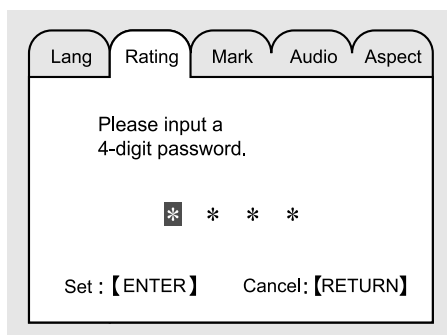 Lang Rating Mark Audio Aspect
Please input a
4-digit password.
* * * *
Set :【ENTER】 Cancel:【RETURN】